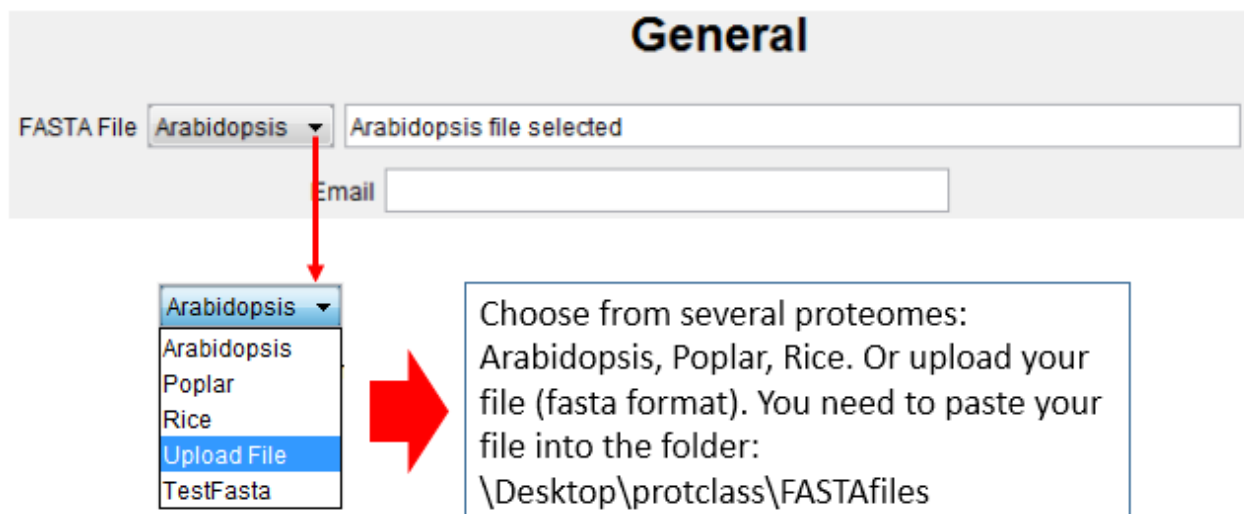 General
FASTA File Arabidopsis Arabidopsis file selected
Email
Arabidopsis
Arabidopsis
Poplar
Rice
Upload File
TestFasta
Choose from several proteomes:
Arabidopsis, Poplar, Rice. Or upload your
file (fasta format). You need to paste your
file into the folder:
\Desktop\protclass\FASTAfiles